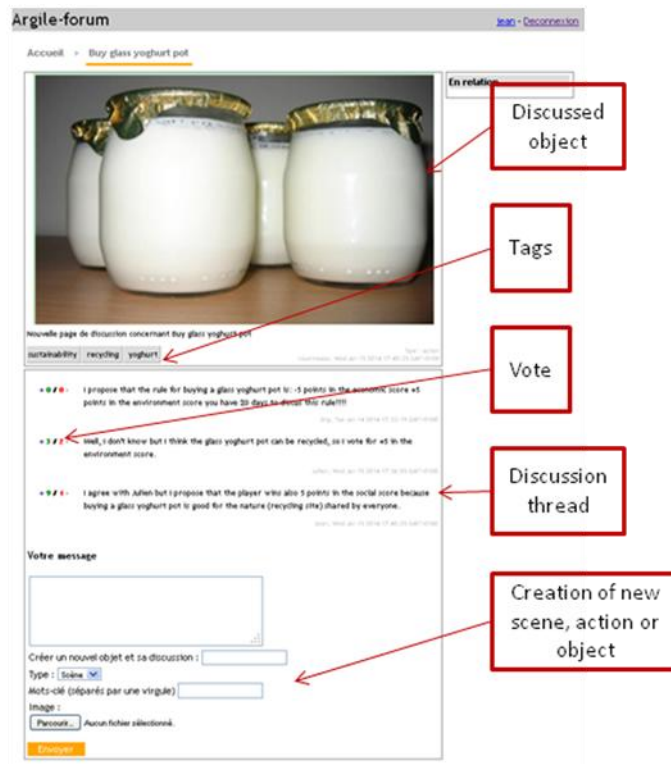 Argile-forum
jean - Deconnexion
Accueil > Buy glass yoghurt pot
En relation
Discussed
object
Tags
Nouvelle page de discussion concernant Buy glass yoghurt pot
sustainability recycling yoghurt
Vote
I propose that the rule for buying a glass yoghurt pot is: -5 points in the economic score +5
points in the environment score you have 20 days to discuss this rule!!!!
Well, I don't know but I think the glass yoghurt pot can be recycled, so I vote for +5 in the
environment score.
Discussion
thread
I agree with Julien but I propose that the player wins also 5 points in the social score because
buying a glass yoghurt pot is good for the nature (recycling site) shared by everyone.
Votre message
Creation of new
scene, action or
object
Créer un nouvel objet et sa discussion :
Type : Scène
Mots-clé (séparés par une virgule)
Image :
Parcourir... Aucun fichier sélectionné.
Envoyer